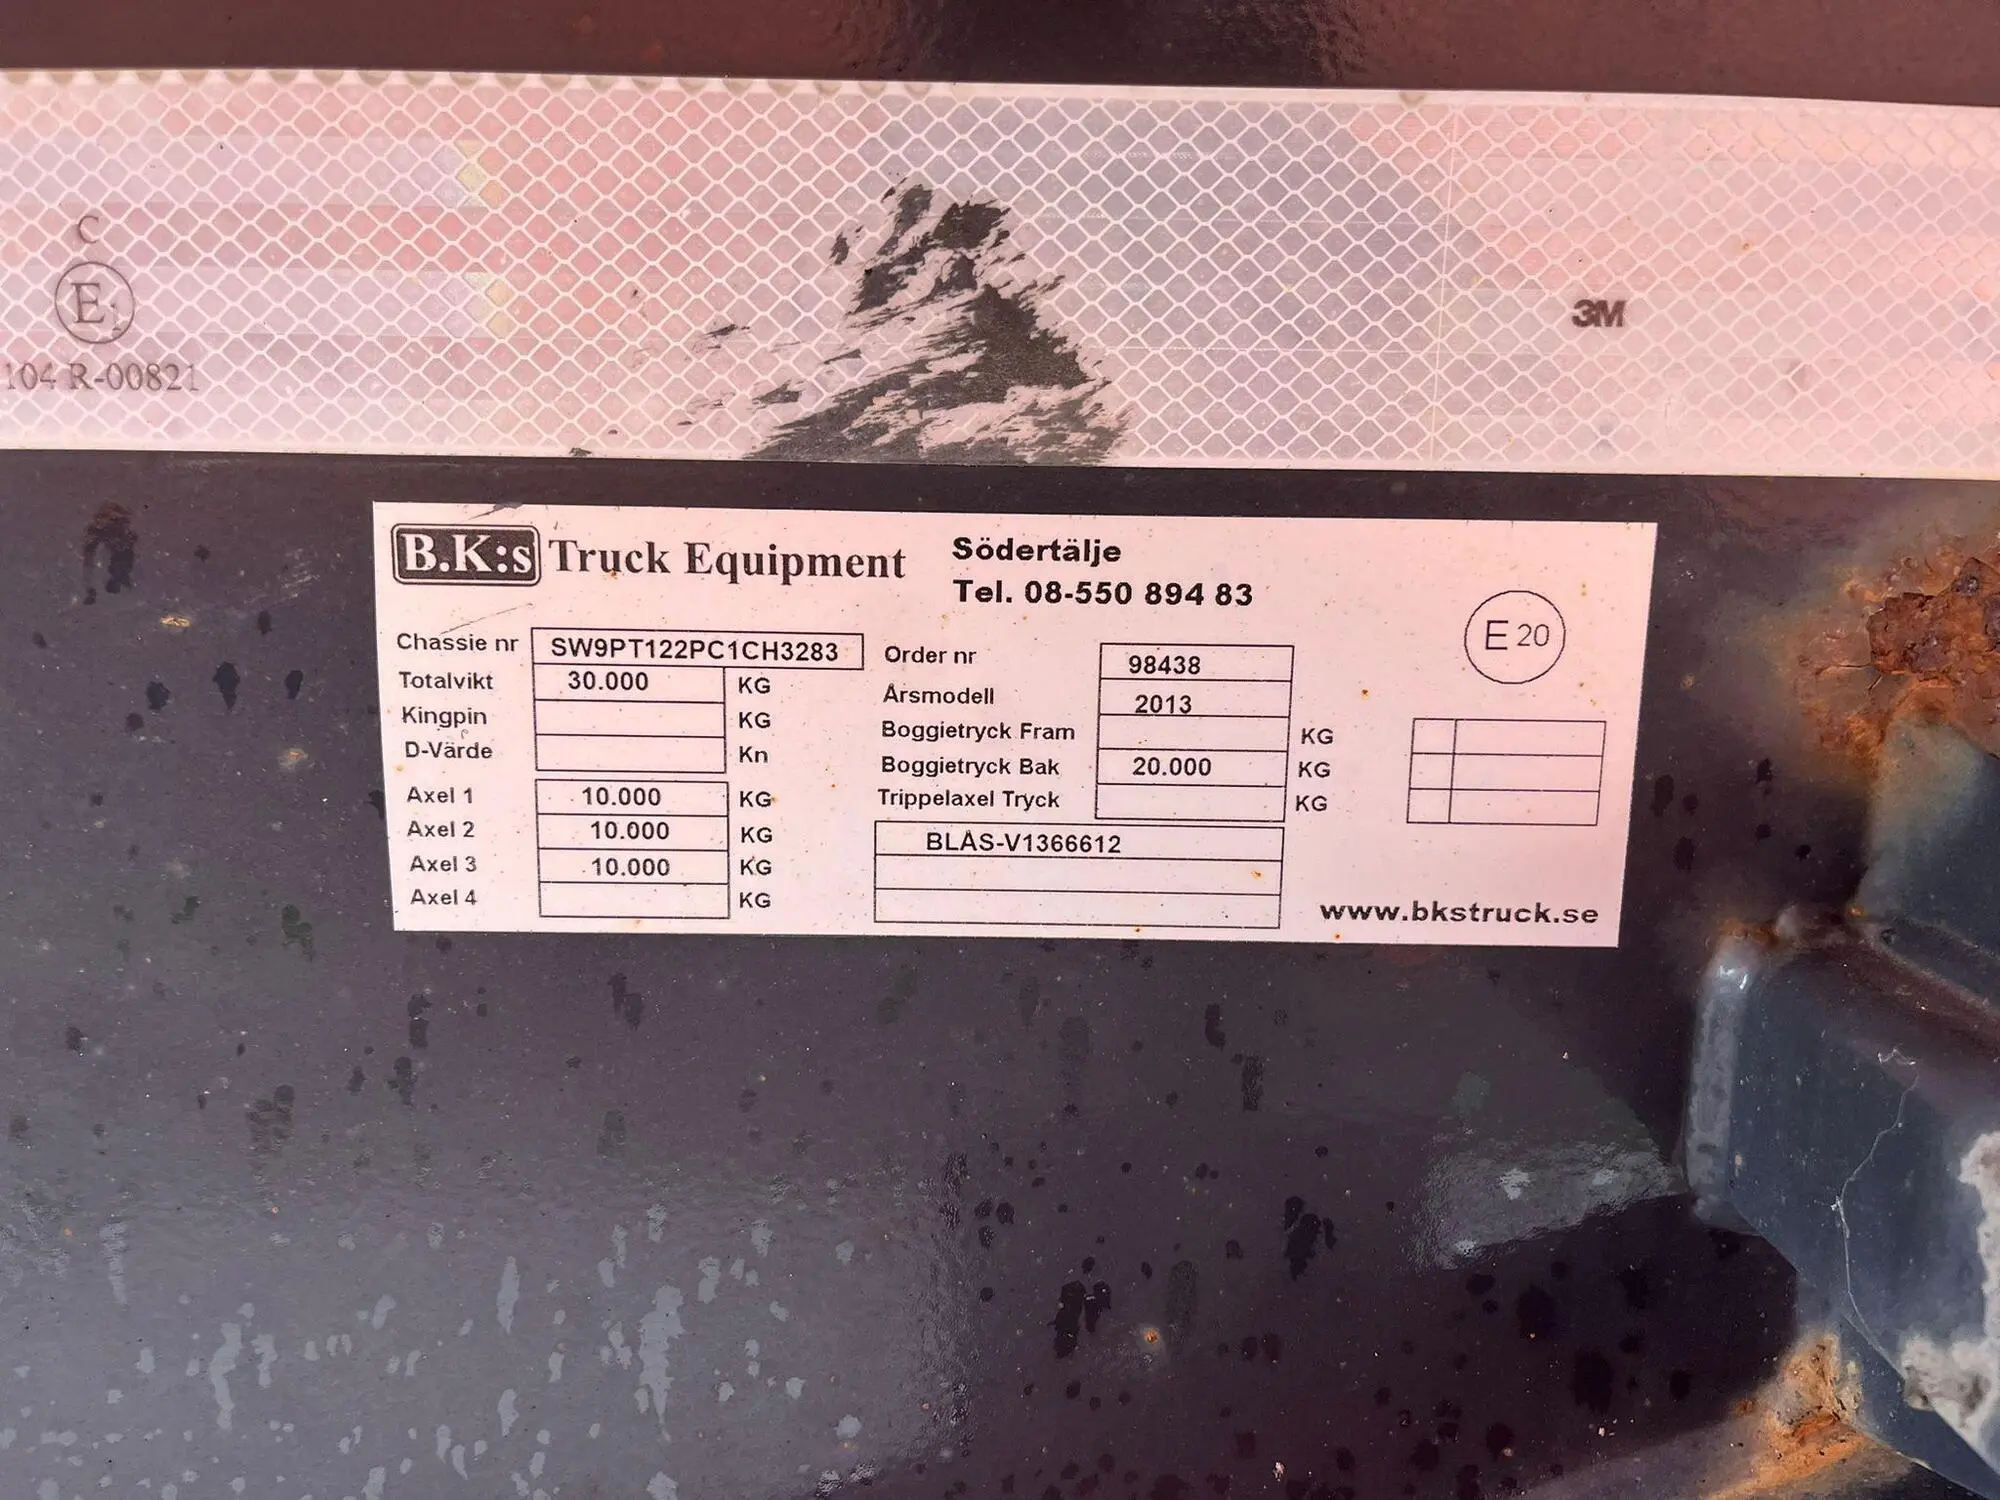 C
E1
104 R-00821
3M
B.K:s Truck Equipment
Södertälje
Tel. 08-550 894 83
E 20
Chassie nr SW9PT122PC1CH3283
Totalvikt 30.000 KG
Kingpin KG
D-Värde Kn
Axel 1 10.000 KG
Axel 2 10.000 KG
Axel 3 10.000 KG
Axel 4 KG
Order nr 98438
Årsmodell 2013
Boggietryck Fram KG
Boggietryck Bak 20.000 KG
Trippelaxel Tryck KG
BLÅS-V1366612
www.bkstruck.se